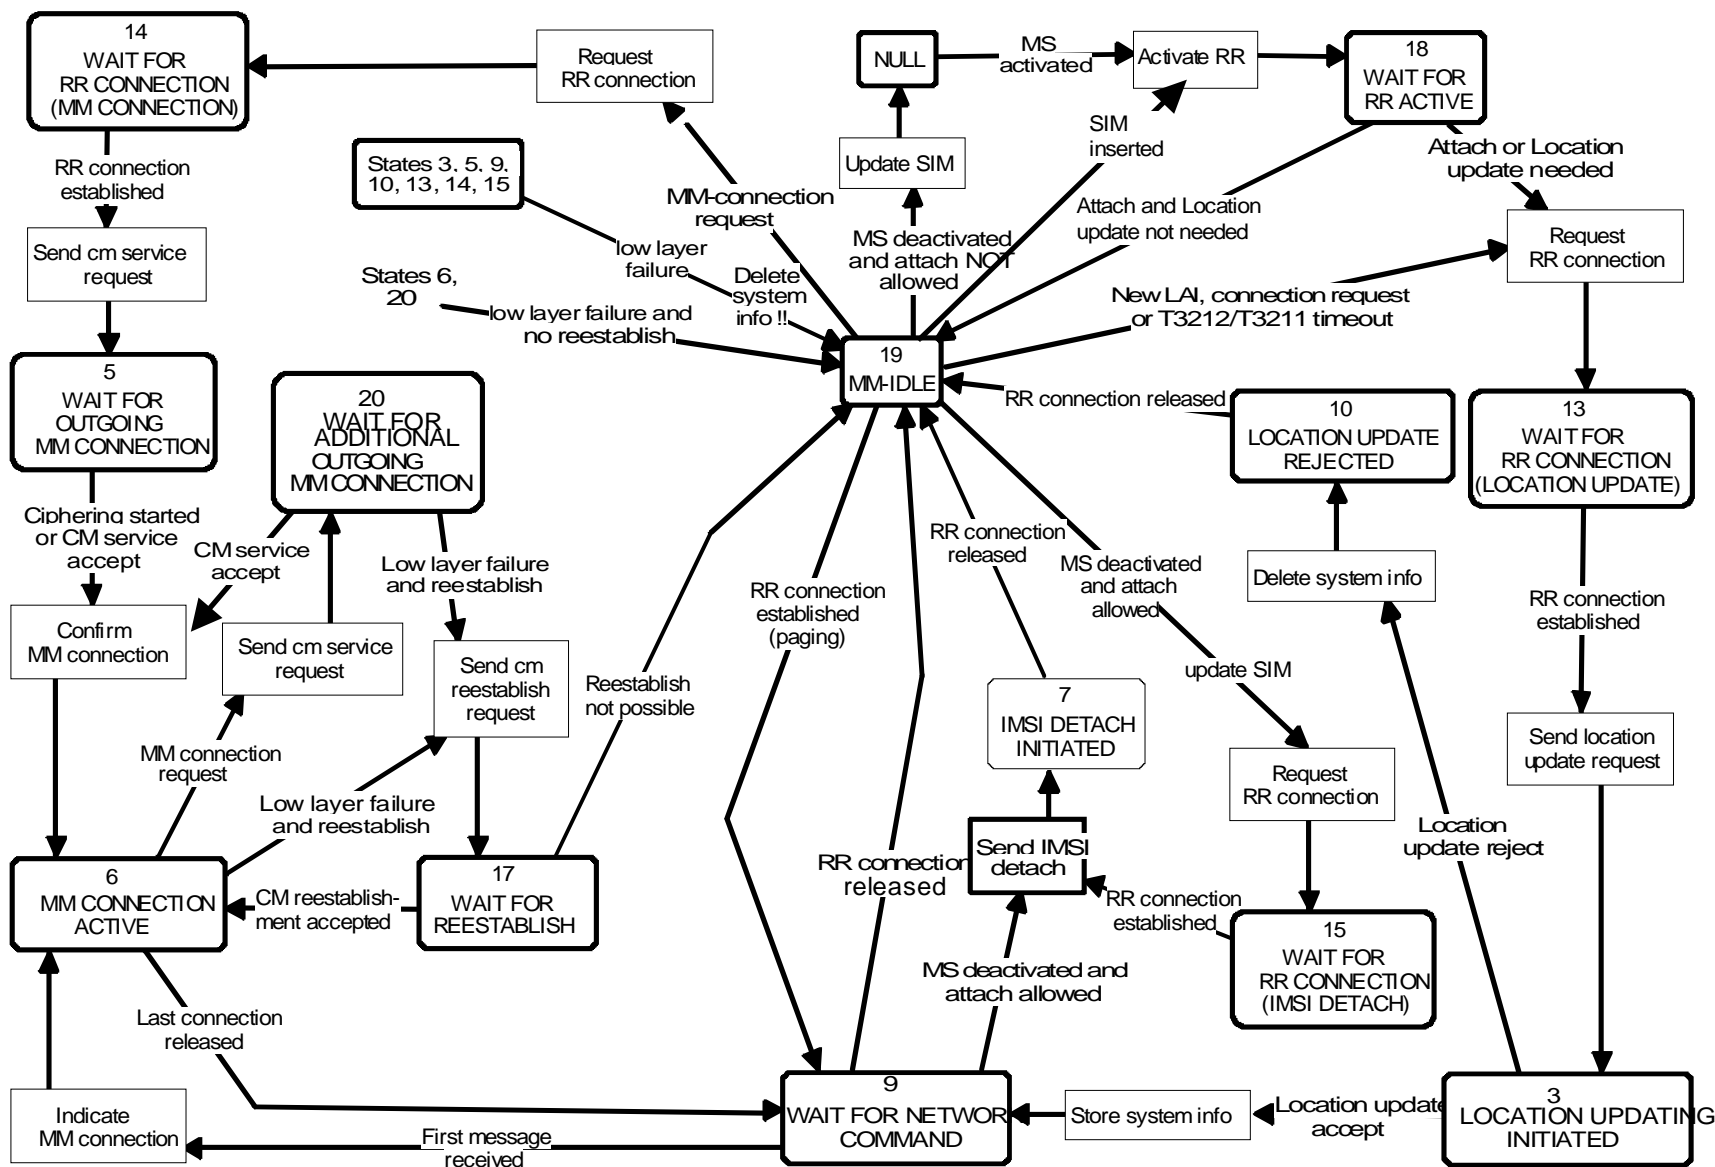 14
WAIT FOR
RR CONNECTION
(MM CONNECTION)
Request
RR connection
NULL
MS
activated
Activate RR
18
WAIT FOR
RR ACTIVE
RR connection
established
States 3, 5, 9,
10, 13, 14, 15
Update SIM
SIM
inserted
Attach or Location
update needed
MM-connection
request
Attach and Location
update not needed
Send cm service
request
low layer
failure
MS deactivated
and attach NOT
allowed
Request
RR connection
States 6,
20
Delete
system
info !!
New LAI, connection request
or T3212/T3211 timeout
low layer failure and
no reestablish
19
MM-IDLE
5
WAIT FOR
OUTGOING
MM CONNECTION
20
WAIT FOR
ADDITIONAL
OUTGOING
MM CONNECTION
RR connection released
10
LOCATION UPDATE
REJECTED
13
WAIT FOR
RR CONNECTION
(LOCATION UPDATE)
Ciphering started
or CM service
accept
CM service
accept
Low layer failure
and reestablish
RR connection
released
MS deactivated
and attach
allowed
Delete system info
RR connection
established
(paging)
RR connection
established
Confirm
MM connection
Send cm service
request
Send cm
reestablish
request
Reestablish
not possible
update SIM
7
IMSI DETACH
INITIATED
Send location
update request
MM connection
request
Request
RR connection
Low layer failure
and reestablish
Location
update reject
Send IMSI
detach
RR connection
released
6
MM CONNECTION
ACTIVE
CM reestablish-
ment accepted
17
WAIT FOR
REESTABLISH
RR connection
established
15
WAIT FOR
RR CONNECTION
(IMSI DETACH)
MS deactivated and
attach allowed
Last connection
released
Indicate
MM connection
First message
received
9
WAIT FOR NETWOR
COMMAND
Store system info
Location update
accept
3
LOCATION UPDATING
INITIATED